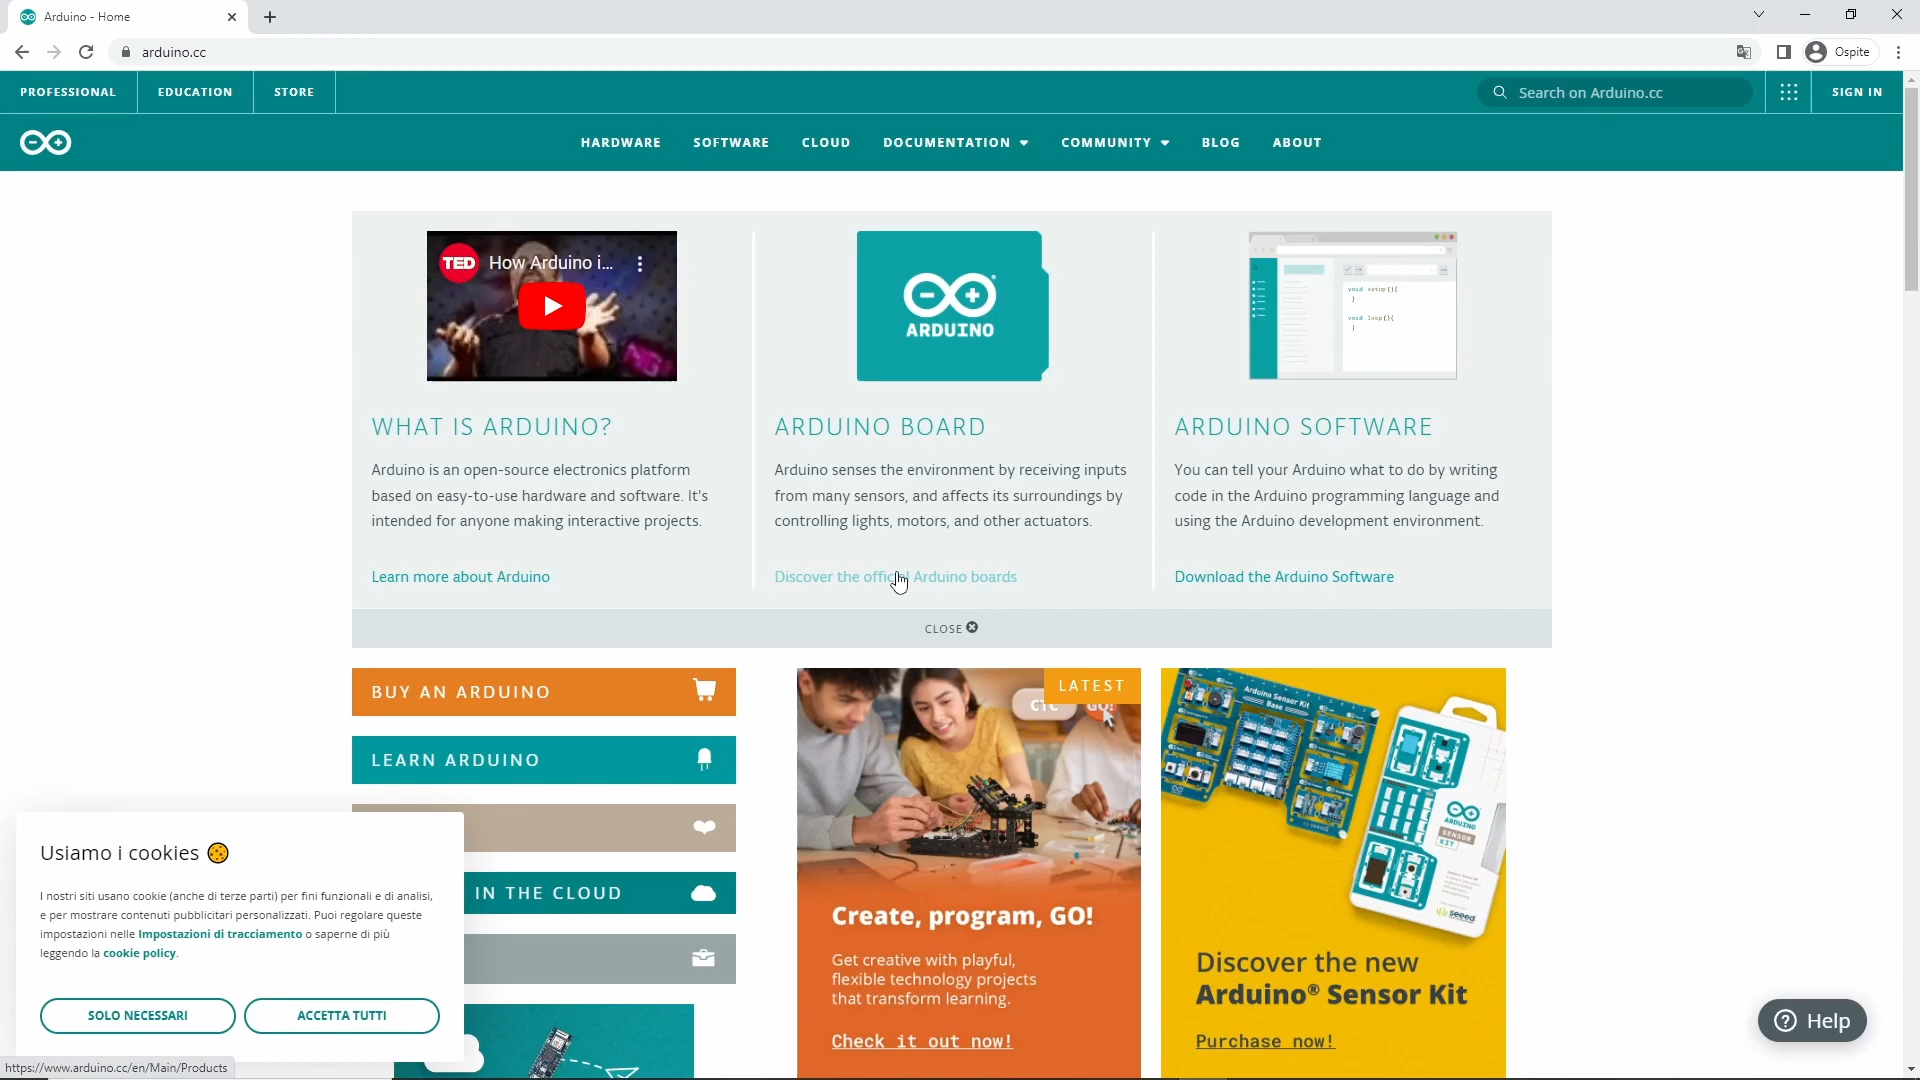 Arduino - Home
arduino.cc
Ospite
PROFESSIONAL
EDUCATION
STORE
Search on Arduino.cc
SIGN IN
HARDWARE
SOFTWARE
CLOUD
DOCUMENTATION
COMMUNITY
BLOG
ABOUT
TED
How Arduino i...
ARDUINO
void setup(){
}
void loop(){
}
WHAT IS ARDUINO?
Arduino is an open-source electronics platform
based on easy-to-use hardware and software. It's
intended for anyone making interactive projects.
Learn more about Arduino
ARDUINO BOARD
Arduino senses the environment by receiving inputs
from many sensors, and affects its surroundings by
controlling lights, motors, and other actuators.
Discover the official Arduino boards
ARDUINO SOFTWARE
You can tell your Arduino what to do by writing
code in the Arduino programming language and
using the Arduino development environment.
Download the Arduino Software
CLOSE
BUY AN ARDUINO
LEARN ARDUINO
IN THE CLOUD
LATEST
CTC
GO!
Create, program, GO!
Get creative with playful,
flexible technology projects
that transform learning.
Check it out now!
Arduino Sensor Kit
Base
ARDUINO
SENSOR
KIT
seeed
Discover the new
Arduino® Sensor Kit
Purchase now!
Usiamo i cookies
I nostri siti usano cookie (anche di terze parti) per fini funzionali e di analisi,
e per mostrare contenuti pubblicitari personalizzati. Puoi regolare queste
impostazioni nelle Impostazioni di tracciamento o saperne di più
leggendo la cookie policy.
SOLO NECESSARI
ACCETTA TUTTI
Help
https://www.arduino.cc/en/Main/Products